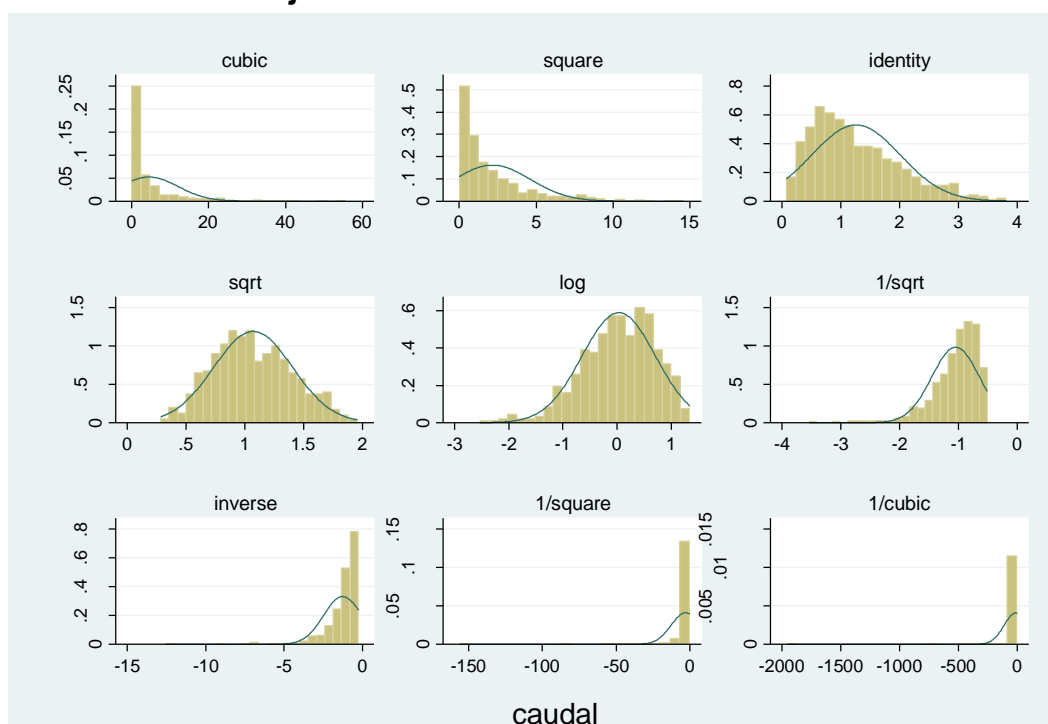 cubic
0 .05 .1 .15 .2 .25
0 20 40 60
square
0 .1 .2 .3 .4 .5
0 5 10 15
identity
0 .2 .4 .6 .8
0 1 2 3 4
sqrt
0 .5 1 1.5
0 .5 1 1.5 2
log
0 .2 .4 .6
-3 -2 -1 0 1
1/sqrt
0 .5 1 1.5
-4 -3 -2 -1 0
inverse
0 .2 .4 .6 .8
-15 -10 -5 0
1/square
0 .05 .1 .15
-150 -100 -50 0
1/cubic
0 .005 .01 .015
-2000 -1500 -1000 -500 0
caudal